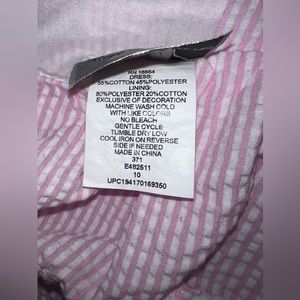 RN 18854
DRESS:
55%COTTON 45%POLYESTER
LINING:
80%POLYESTER 20%COTTON
EXCLUSIVE OF DECORATION
MACHINE WASH COLD
WITH LIKE COLORS
NO BLEACH
GENTLE CYCLE
TUMBLE DRY LOW
COOL IRON ON REVERSE
SIDE IF NEEDED
MADE IN CHINA
371
E482511
10
UPC194170169350